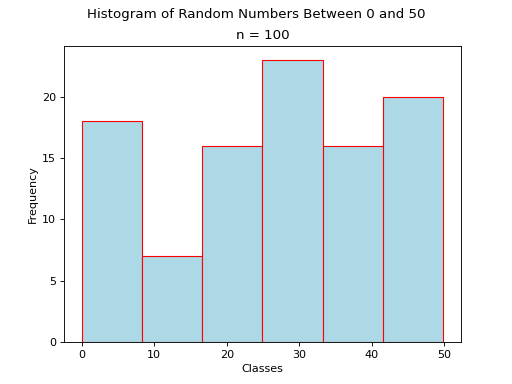 Histogram of Random Numbers Between 0 and 50
n = 100
Frequency
20
15
10
5
0
0 10 20 30 40 50
Classes